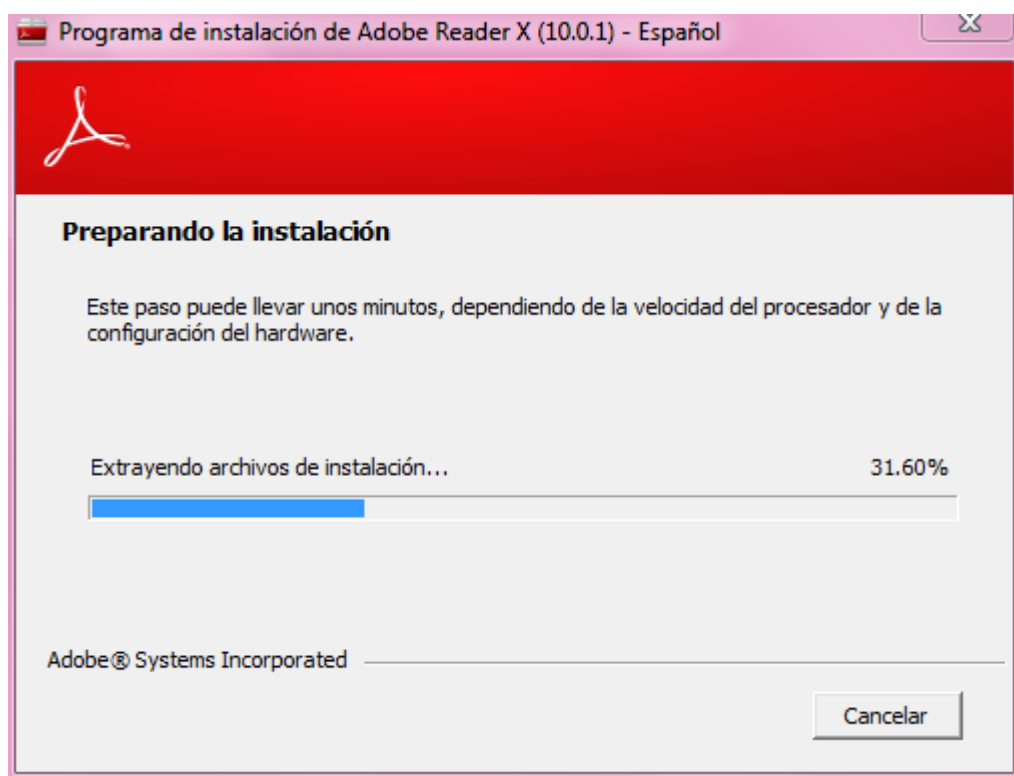 Programa de instalación de Adobe Reader X (10.0.1) - Español
Preparando la instalación
Este paso puede llevar unos minutos, dependiendo de la velocidad del procesador y de la
configuración del hardware.
Extrayendo archivos de instalación... 31.60%
Adobe® Systems Incorporated
Cancelar